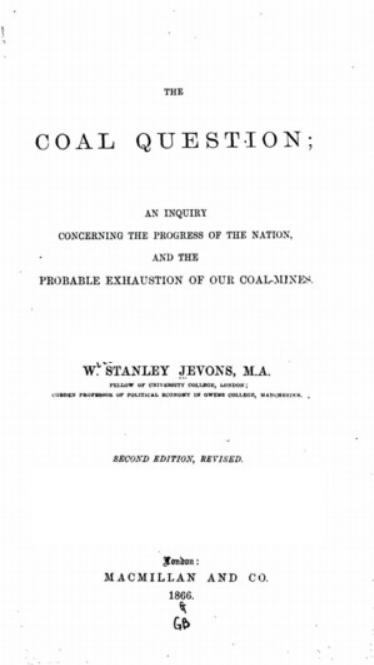 THE
COAL QUESTION;
AN INQUIRY
CONCERNING THE PROGRESS OF THE NATION,
AND THE
PROBABLE EXHAUSTION OF OUR COAL-MINES.
W. STANLEY JEVONS, M.A.
FELLOW OF UNIVERSITY COLLEGE, LONDON;
COBDEN PROFESSOR OF POLITICAL ECONOMY IN OWENS COLLEGE, MANCHESTER.
SECOND EDITION, REVISED.
London:
MACMILLAN AND CO.
1866.
GB